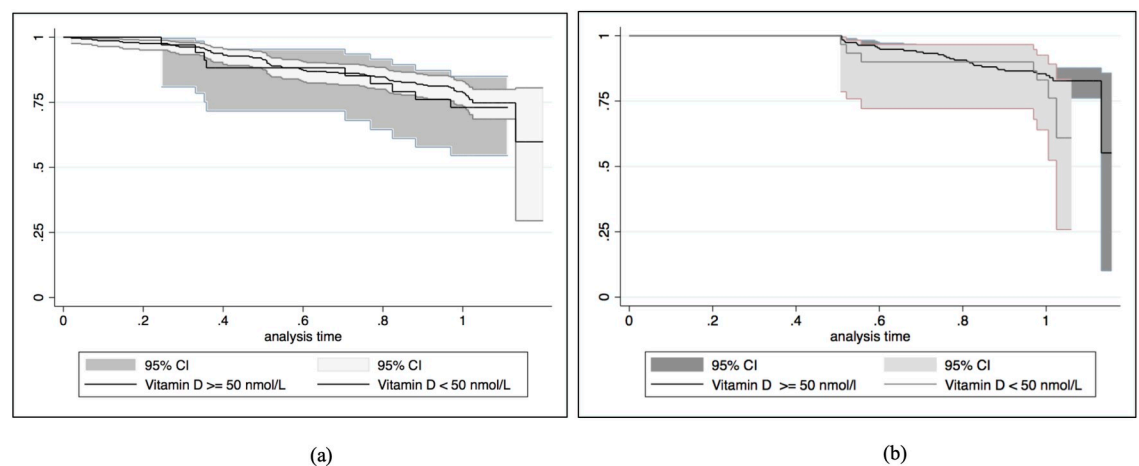 1
.75
.5
.25
0
0 .2 .4 .6 .8 1
analysis time
95% CI 95% CI
Vitamin D >= 50 nmol/L Vitamin D < 50 nmol/L
(a)
1
.75
.5
.25
0
0 .2 .4 .6 .8 1
analysis time
95% CI 95% CI
Vitamin D >= 50 nmol/l Vitamin D < 50 nmol/L
(b)